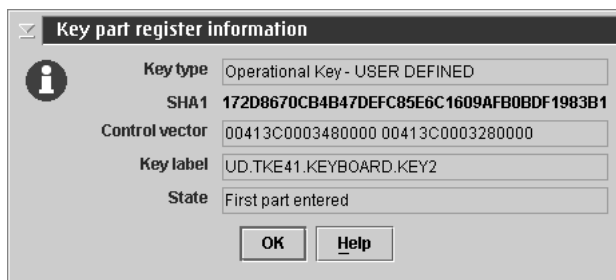 Key part register information
Key type Operational Key - USER DEFINED
SHA1 172D8670CB4B47DEFC85E6C1609AFB0BDF1983B1
Control vector 00413C0003480000 00413C0003280000
Key label UD.TKE41.KEYBOARD.KEY2
State First part entered
OK Help